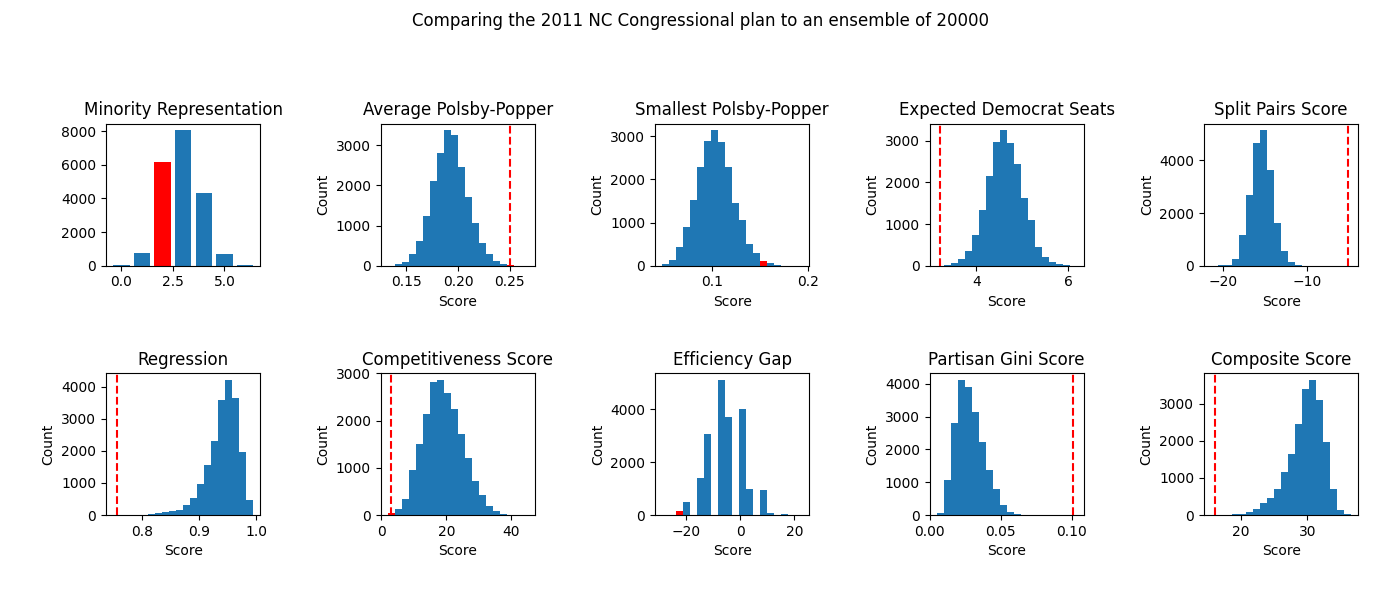 Comparing the 2011 NC Congressional plan to an ensemble of 20000
Minority Representation
8000
6000
4000
2000
0
0.0 2.5 5.0
Average Polsby-Popper
Count
3000
2000
1000
0
0.15 0.20 0.25
Score
Smallest Polsby-Popper
Count
3000
2000
1000
0
0.1 0.2
Score
Expected Democrat Seats
Count
3000
2000
1000
0
4 6
Score
Split Pairs Score
Count
4000
2000
0
−20 −10
Score
Regression
Count
4000
3000
2000
1000
0
0.8 0.9 1.0
Score
Competitiveness Score
Count
3000
2000
1000
0
0 20 40
Score
Efficiency Gap
Count
4000
2000
0
−20 0 20
Score
Partisan Gini Score
Count
4000
3000
2000
1000
0
0.00 0.05 0.10
Score
Composite Score
Count
3000
2000
1000
0
20 30
Score